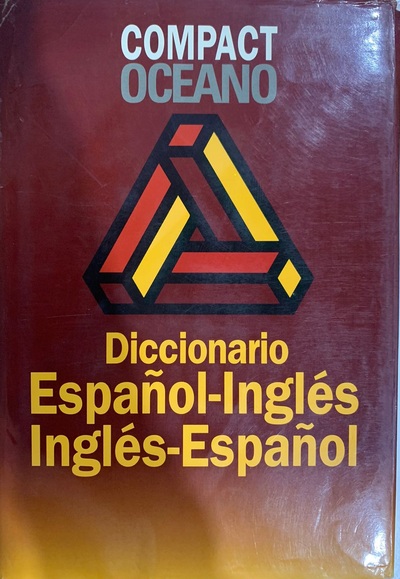 COMPACT
OCEANO
Diccionario
Español-Inglés
Inglés-Español